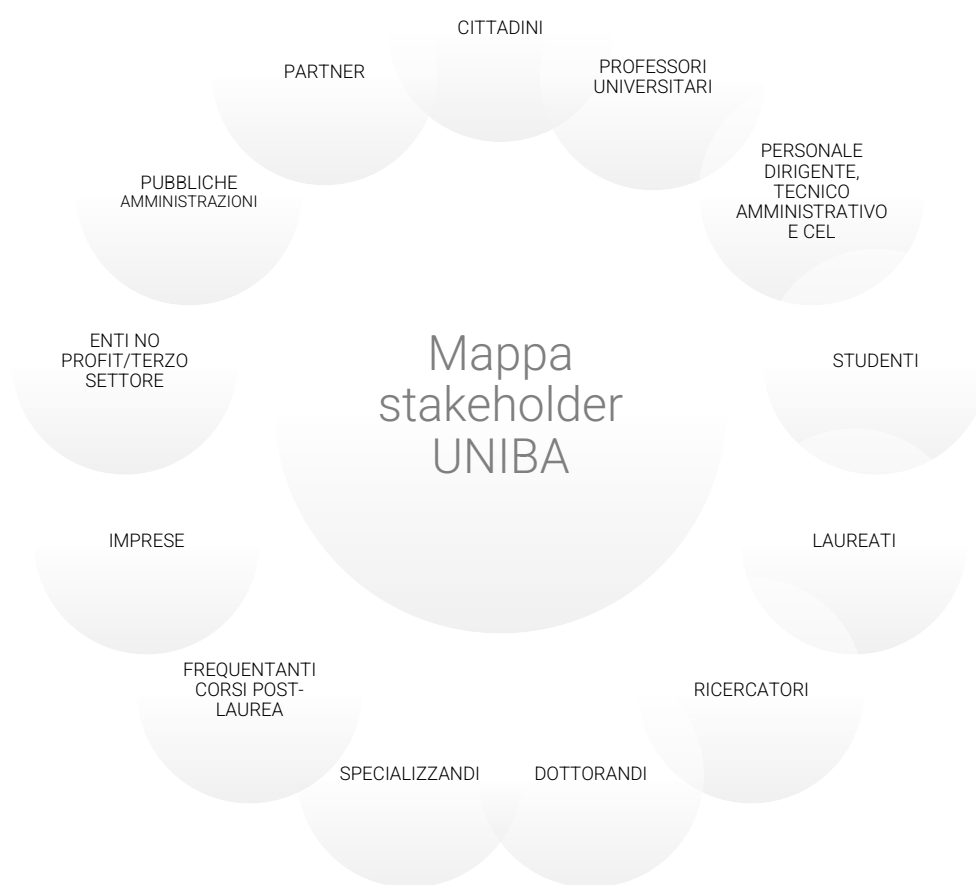 CITTADINI
PROFESSORI
UNIVERSITARI
PERSONALE
DIRIGENTE,
TECNICO
AMMINISTRATIVO
E CEL
STUDENTI
LAUREATI
RICERCATORI
DOTTORANDI
SPECIALIZZANDI
FREQUENTANTI
CORSI POST-
LAUREA
IMPRESE
ENTI NO
PROFIT/TERZO
SETTORE
PUBBLICHE
AMMINISTRAZIONI
PARTNER
Mappa
stakeholder
UNIBA